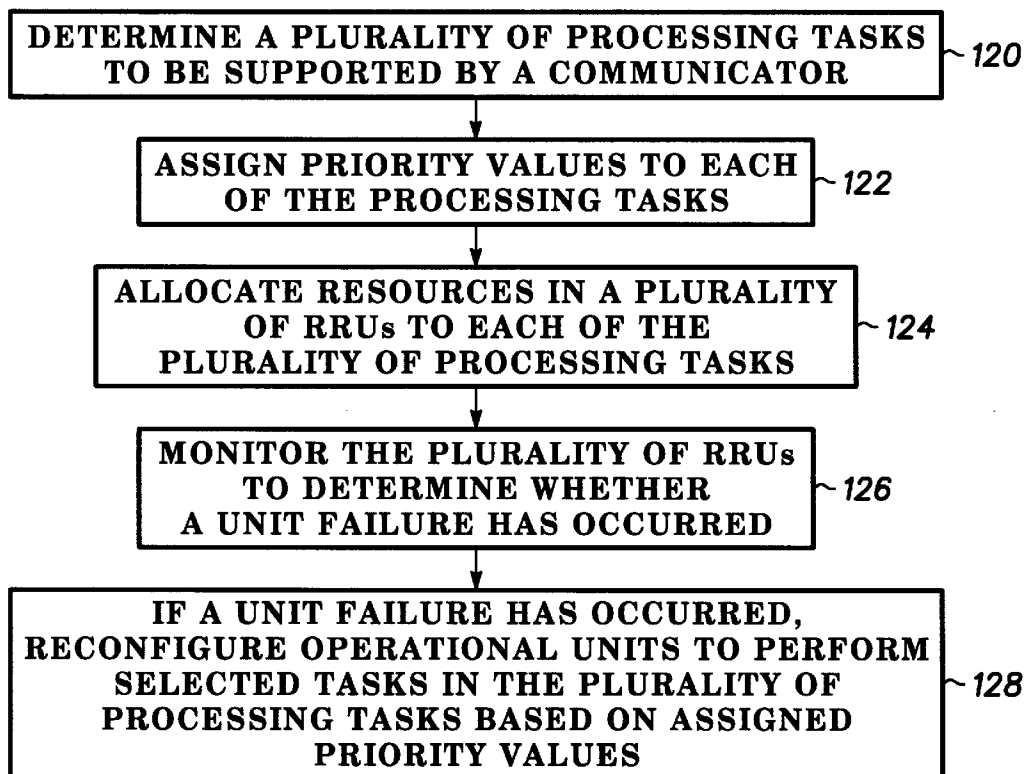 DETERMINE A PLURALITY OF PROCESSING TASKS
TO BE SUPPORTED BY A COMMUNICATOR
120
ASSIGN PRIORITY VALUES TO EACH
OF THE PROCESSING TASKS
122
ALLOCATE RESOURCES IN A PLURALITY
OF RRUs TO EACH OF THE
PLURALITY OF PROCESSING TASKS
124
MONITOR THE PLURALITY OF RRUs
TO DETERMINE WHETHER
A UNIT FAILURE HAS OCCURRED
126
IF A UNIT FAILURE HAS OCCURRED,
RECONFIGURE OPERATIONAL UNITS TO PERFORM
SELECTED TASKS IN THE PLURALITY OF
PROCESSING TASKS BASED ON ASSIGNED
PRIORITY VALUES
128